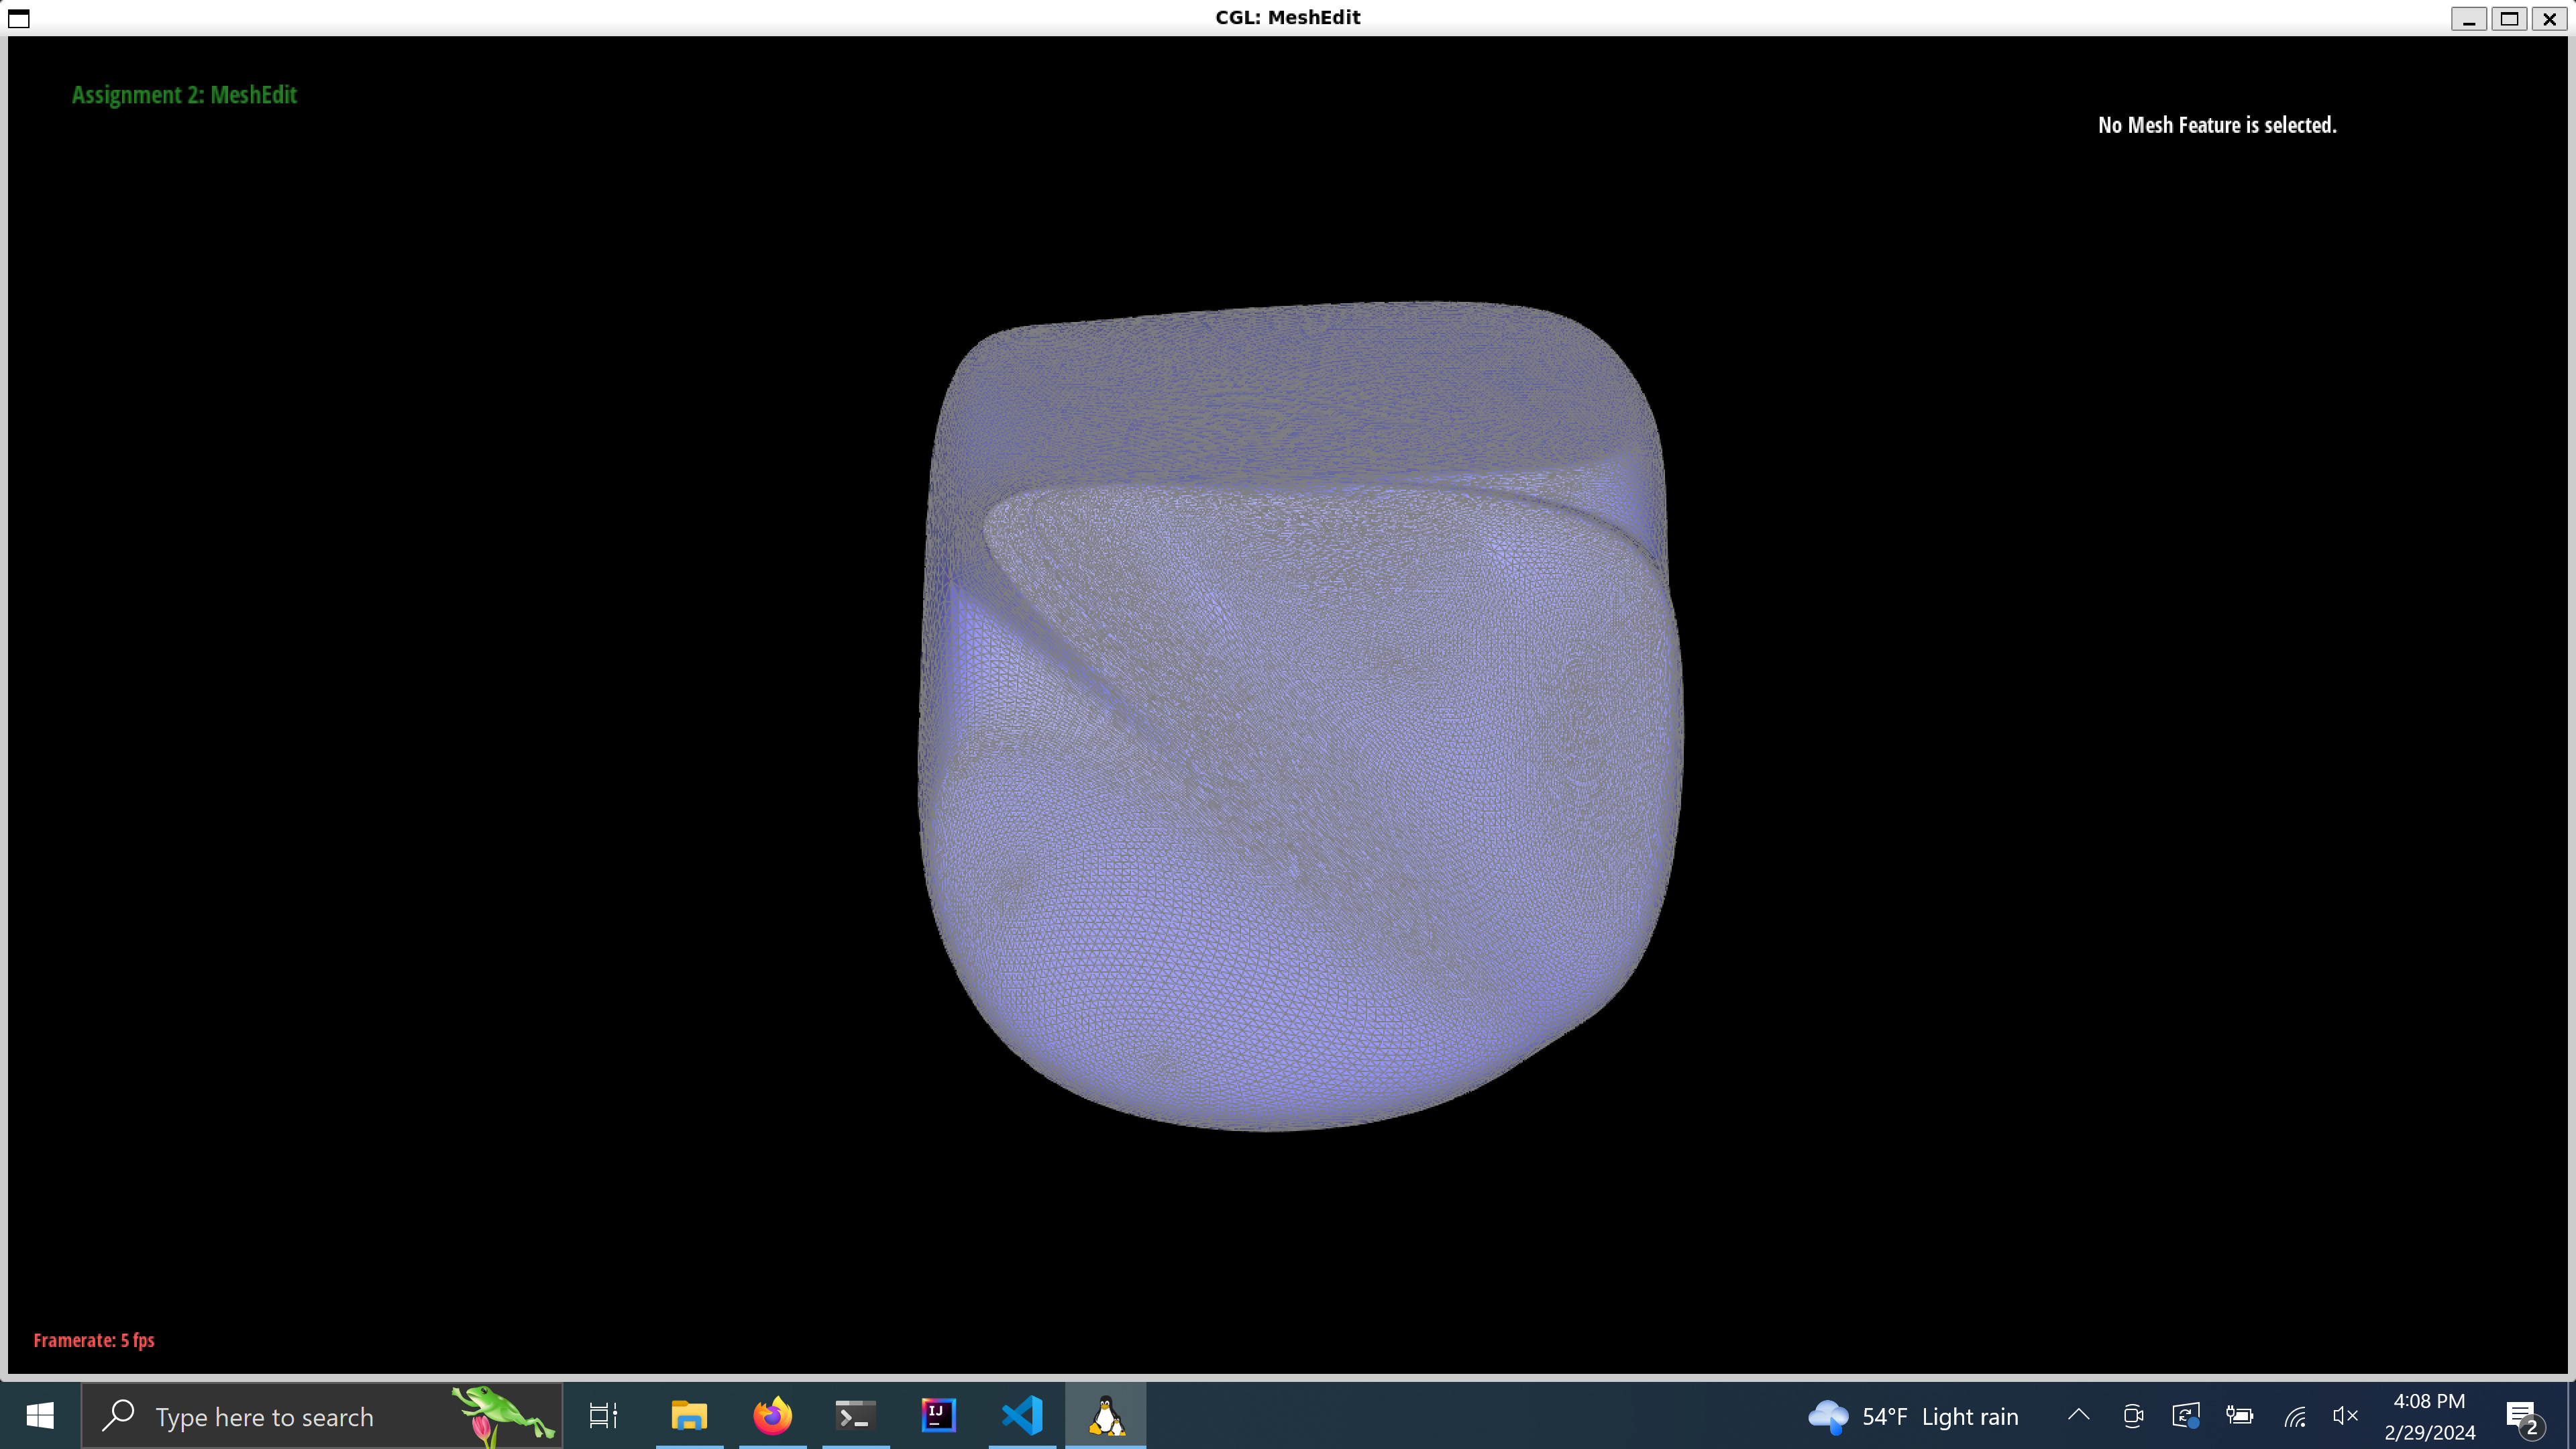 CGL: MeshEdit
Assignment 2: MeshEdit
No Mesh Feature is selected.
Framerate: 5 fps
Type here to search
IJ
54°F Light rain
4:08 PM
2/29/2024
2